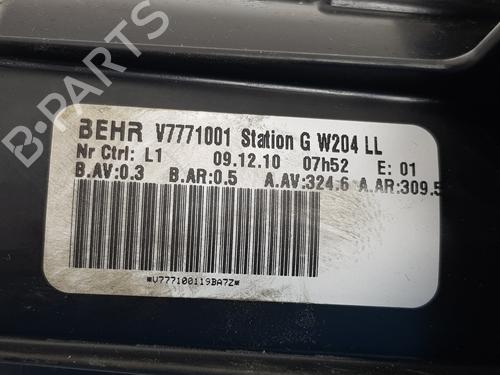 B-PARTS
BEHR V7771001 Station G W204 LL
Nr Ctrl: L1 09.12.10 07h52 E: 01
B.AV:0.3 B.AR:0.5 A.AV:324.6 A.AR:309.5
*V777100119BA7Z*